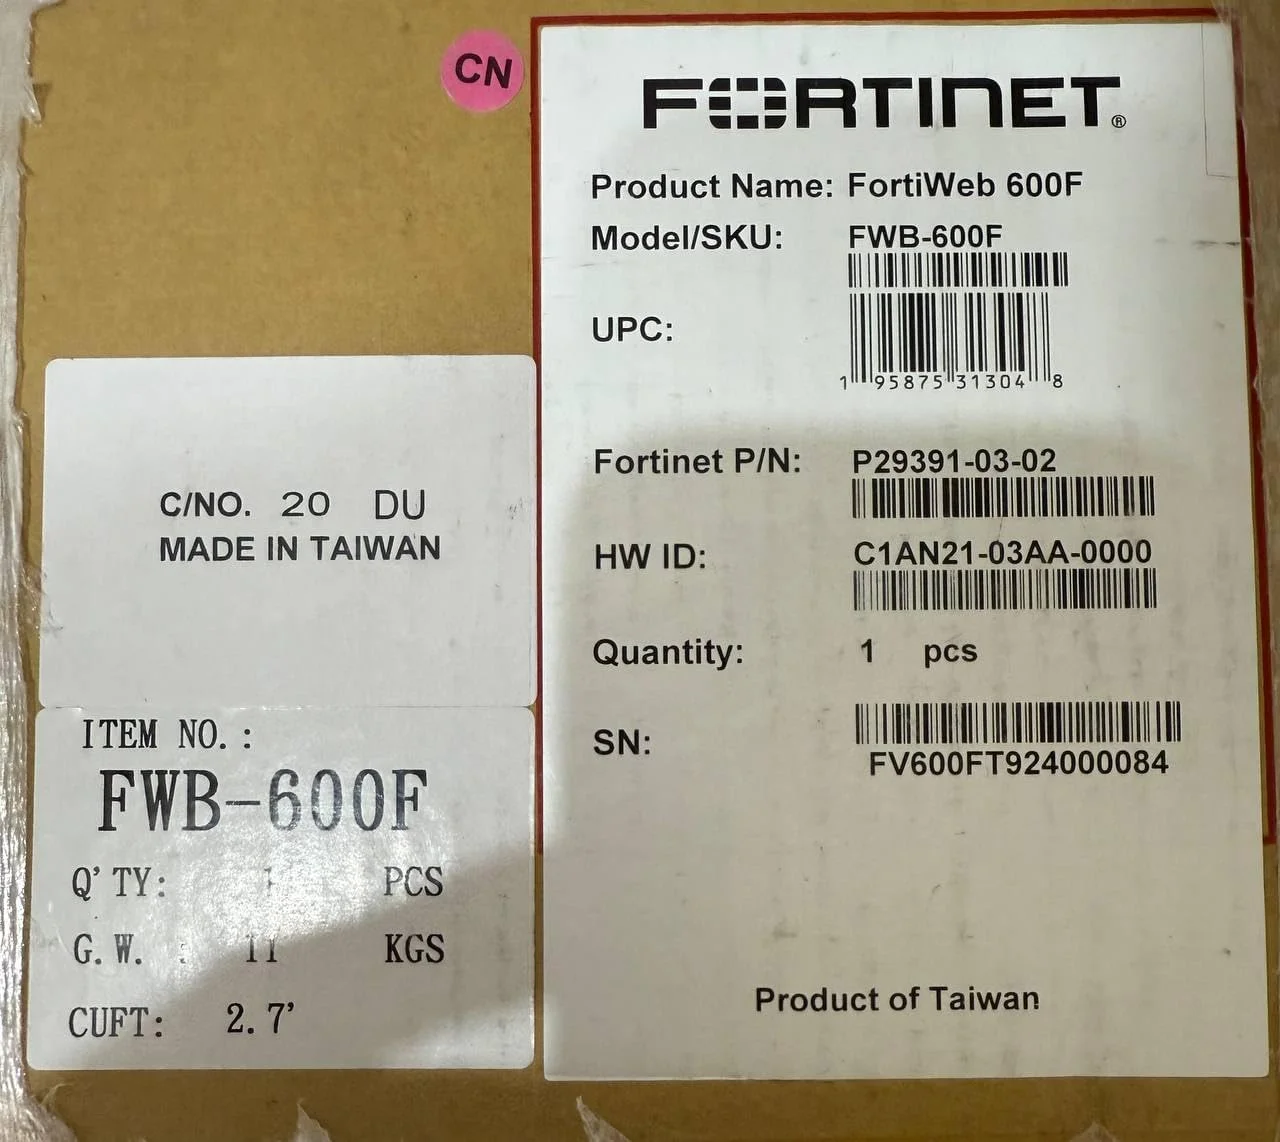 CN
FORTINET®
Product Name: FortiWeb 600F
Model/SKU: FWB-600F
UPC:
1 95875 31304 8
Fortinet P/N: P29391-03-02
HW ID: C1AN21-03AA-0000
Quantity: 1 pcs
SN:
FV600FT924000084
Product of Taiwan
C/NO. 20 DU
MADE IN TAIWAN
ITEM NO.:
FWB-600F
Q'TY: PCS
G.W. : 11 KGS
CUFT: 2.7'